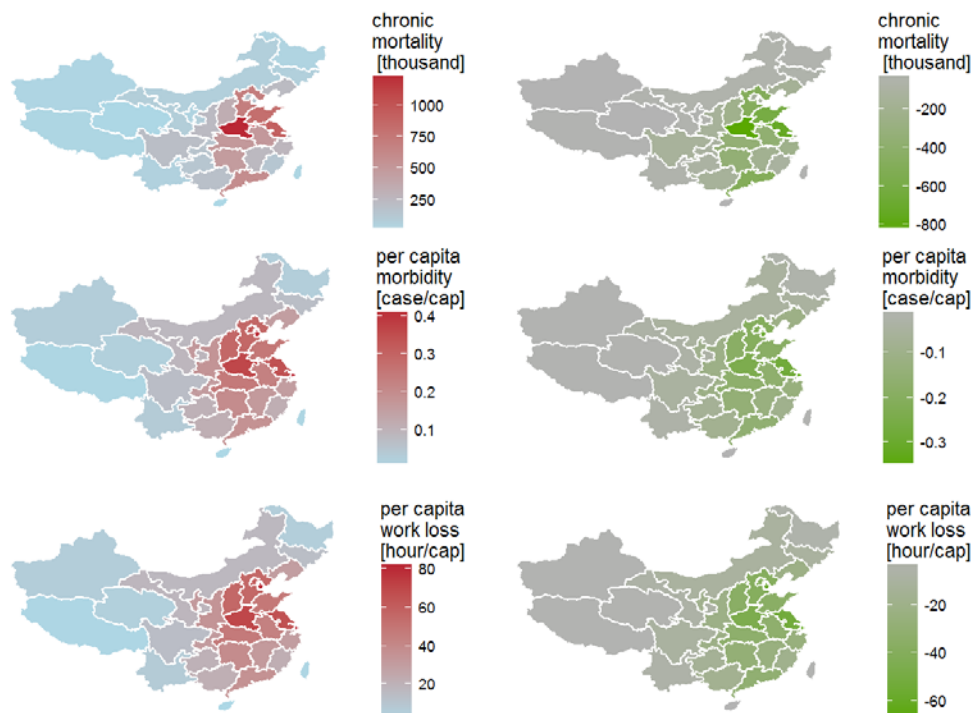 chronic
mortality
[thousand]
1000
750
500
250
chronic
mortality
[thousand]
-200
-400
-600
-800
per capita
morbidity
[case/cap]
0.4
0.3
0.2
0.1
per capita
morbidity
[case/cap]
-0.1
-0.2
-0.3
per capita
work loss
[hour/cap]
80
60
40
20
per capita
work loss
[hour/cap]
-20
-40
-60